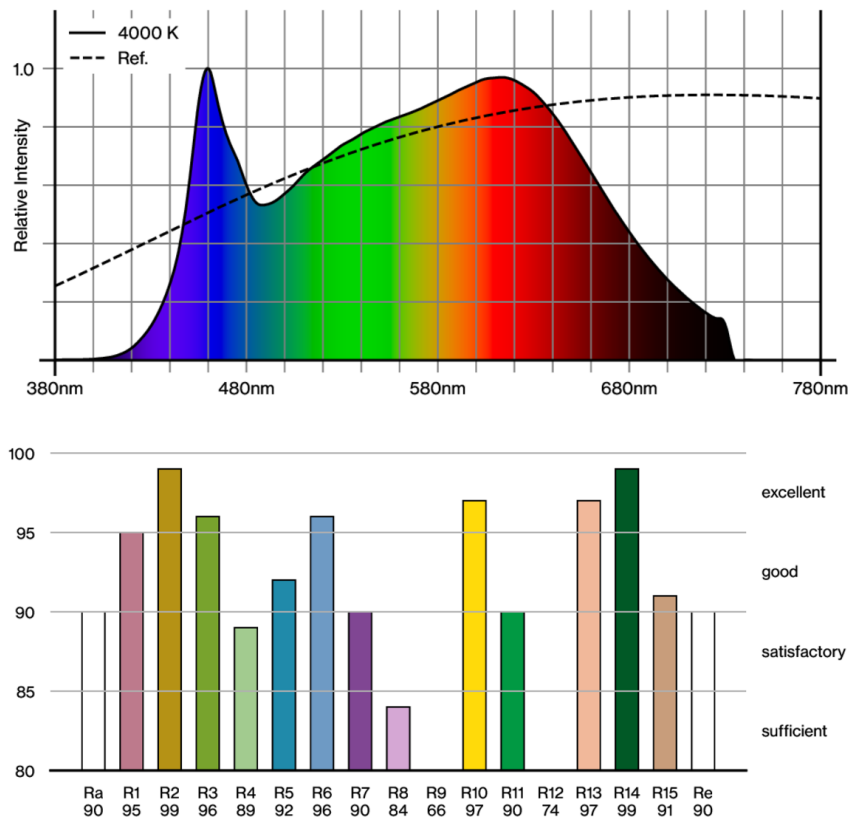 4000 K
Ref.
1.0
Relative Intensity
380nm 480nm 580nm 680nm 780nm
100
excellent
95
good
90
satisfactory
85
sufficient
80
Ra R1 R2 R3 R4 R5 R6 R7 R8 R9 R10 R11 R12 R13 R14 R15 Re
90 95 99 96 89 92 96 90 84 66 97 90 74 97 99 91 90